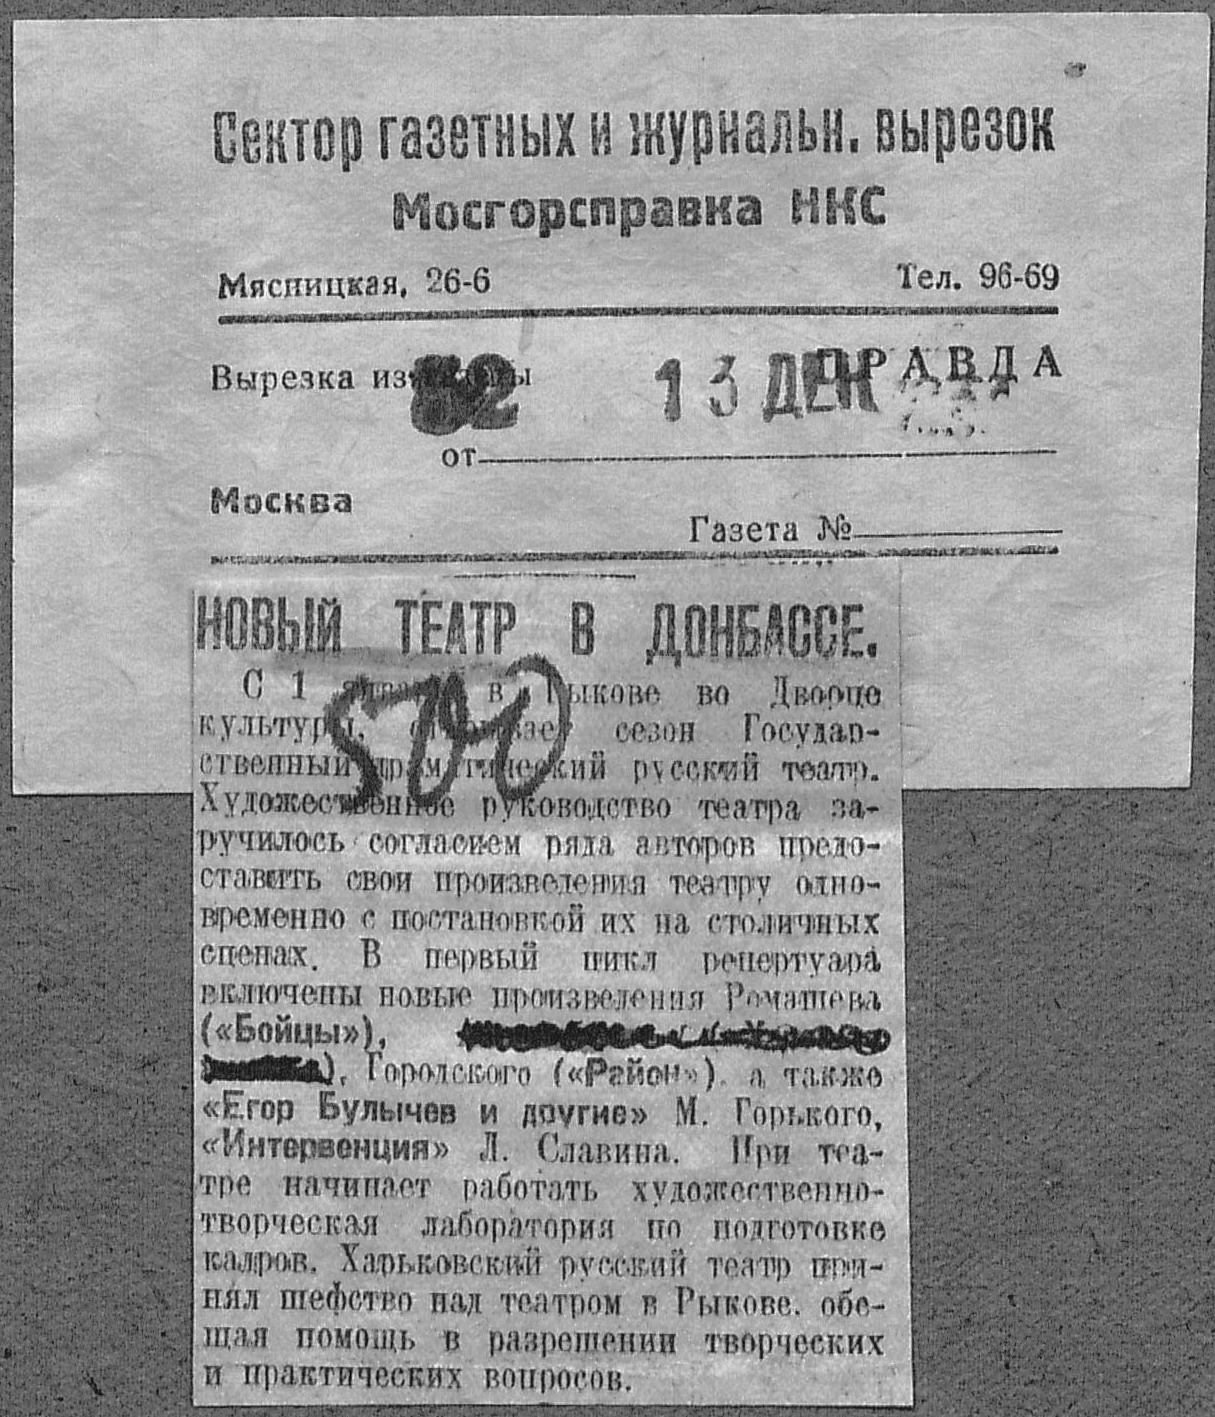 Сектор газетных и журнальн. вырезок
Мосгорсправка НКС
Мясницкая, 26-6 Тел. 96-69
Вырезка из
32 13 ДЕК ПРАВДА
от
Москва
Газета №
НОВЫЙ ТЕАТР В ДОНБАССЕ.
С 1 января в Рыкове во Дворце
культуры, сезон Государ-
ственный драматический русский театр.
Художественное руководство театра за-
ручилось согласием ряда авторов предо-
ставить свои произведения театру одно-
временно с постановкой их на столичных
сценах. В первый цикл репертуара
включены новые произведения Ромашева
(«Бойцы»),
), Городского («Район»), а также
«Егор Булычев и другие» М. Горького,
«Интервенция» Л. Славина. При теа-
тре начинает работать художественно-
творческая лаборатория по подготовке
кадров. Харьковский русский театр при-
нял шефство над театром в Рыкове, обе-
щая помощь в разрешении творческих
и практических вопросов.